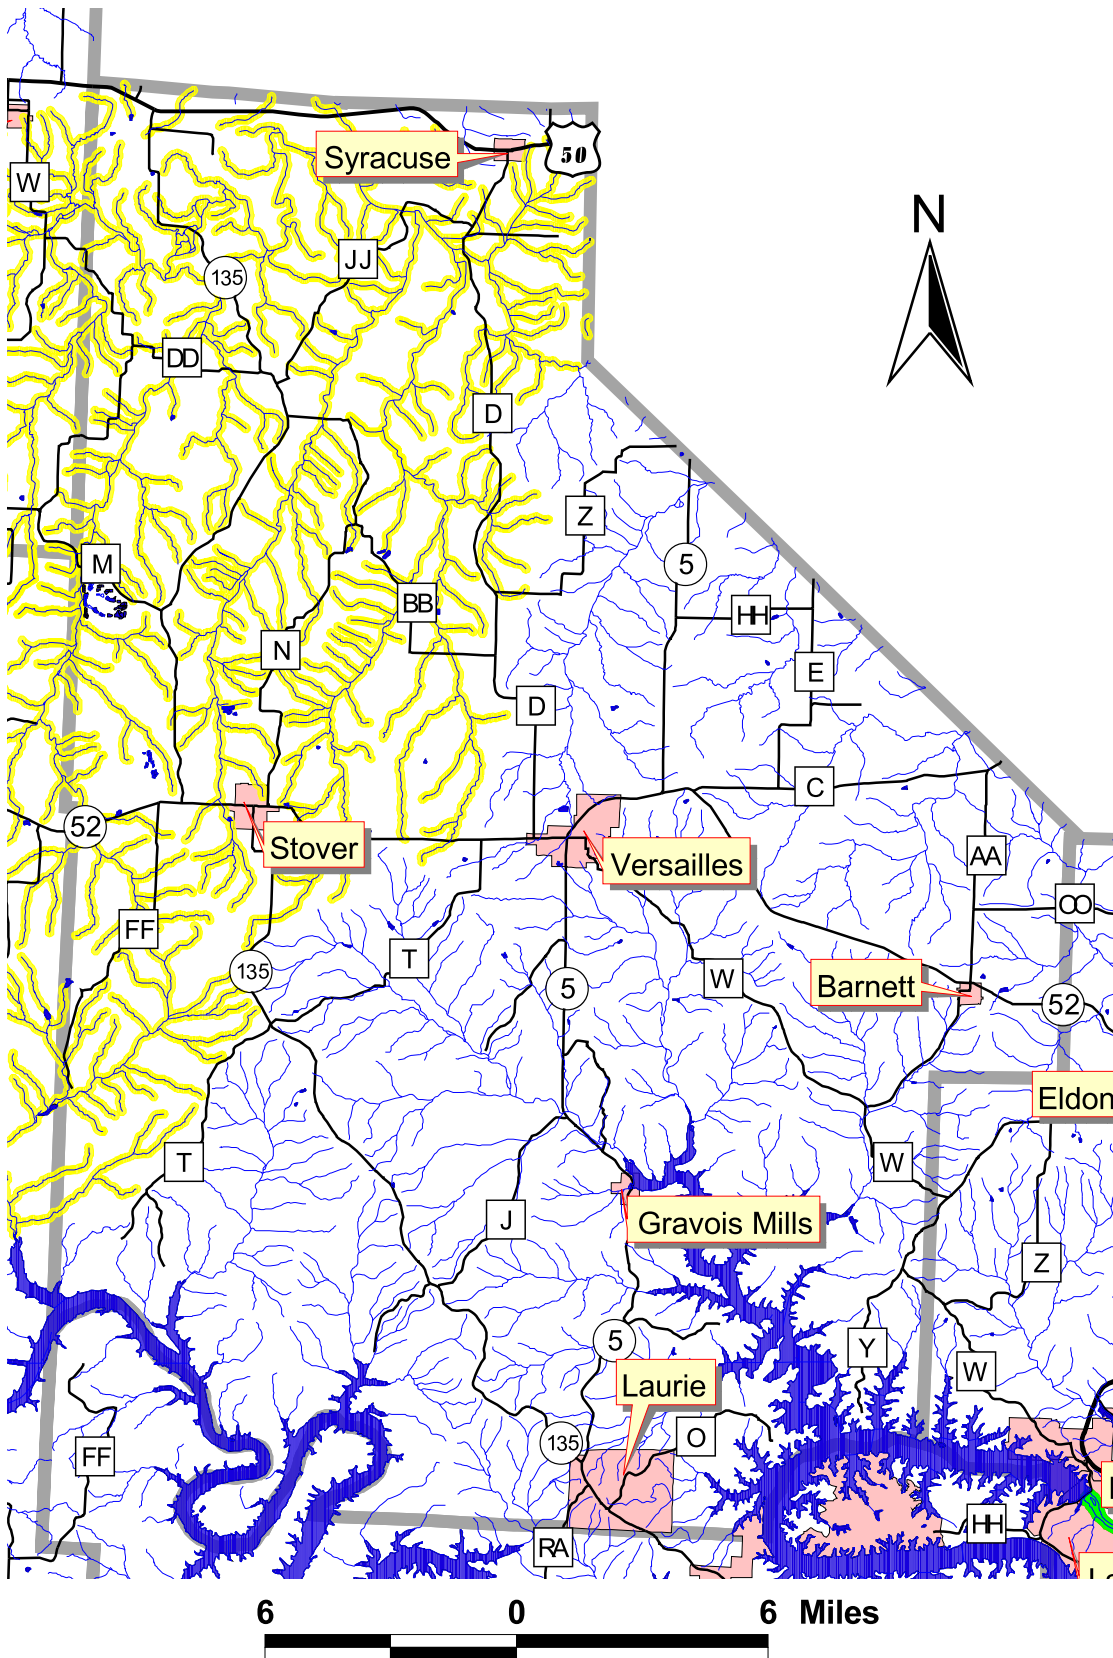 50
Syracuse
W
N
JJ
135
DD
D
Z
5
M
BB
HH
N
E
D
C
52
Stover
Versailles
AA
OO
FF
T
135
5
W
Barnett
52
Eldon
T
W
J
Gravois Mills
Z
5
Y
W
Laurie
O
135
FF
HH
RA
6 0 6 Miles